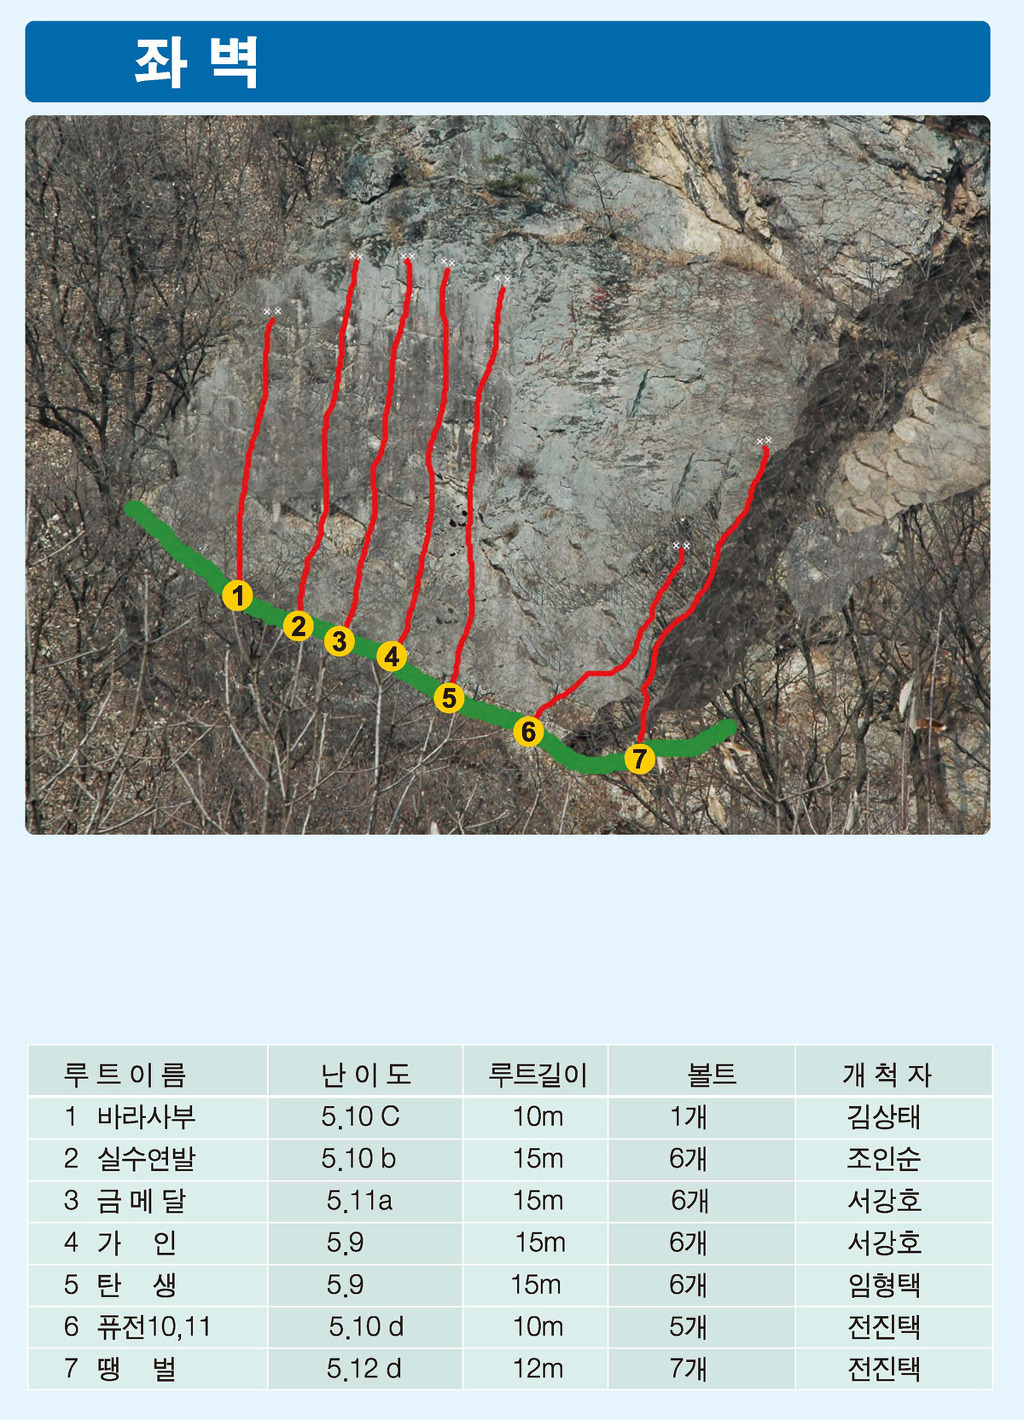 좌 벽
1
2
3
4
5
6
7
루 트 이 름 난 이 도 루트길이 볼트 개 척 자
1 바라사부 5.10 C 10m 1개 김상태
2 실수연발 5.10 b 15m 6개 조인순
3 금 메 달 5.11a 15m 6개 서강호
4 가 인 5.9 15m 6개 서강호
5 탄 생 5.9 15m 6개 임형택
6 퓨전10,11 5.10 d 10m 5개 전진택
7 땡 벌 5.12 d 12m 7개 전진택